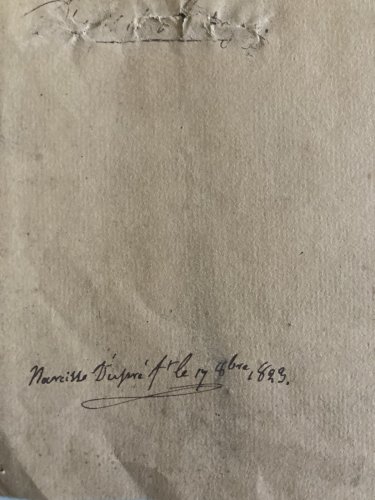 Narcisse Dupré ft le 17 8bre 1823.